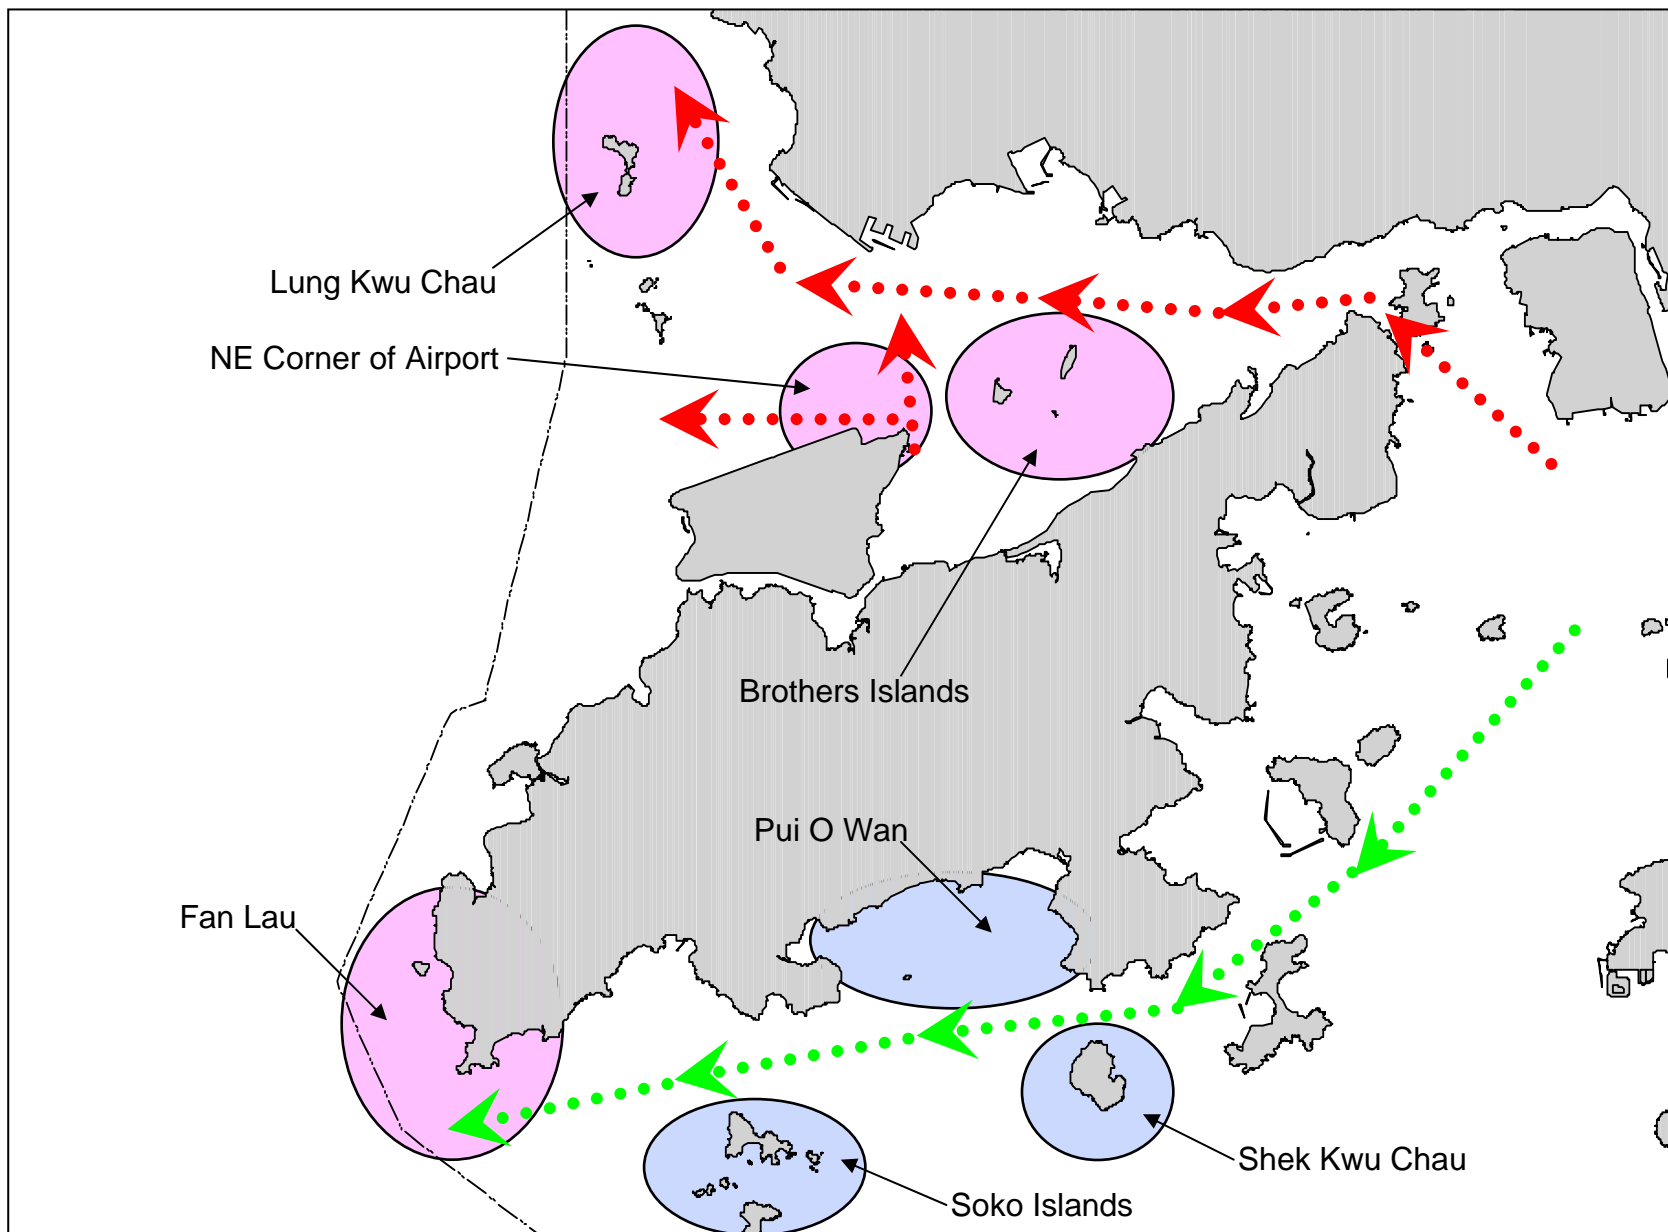 Lung Kwu Chau
NE Corner of Airport
Brothers Islands
Pui O Wan
Fan Lau
Shek Kwu Chau
Soko Islands